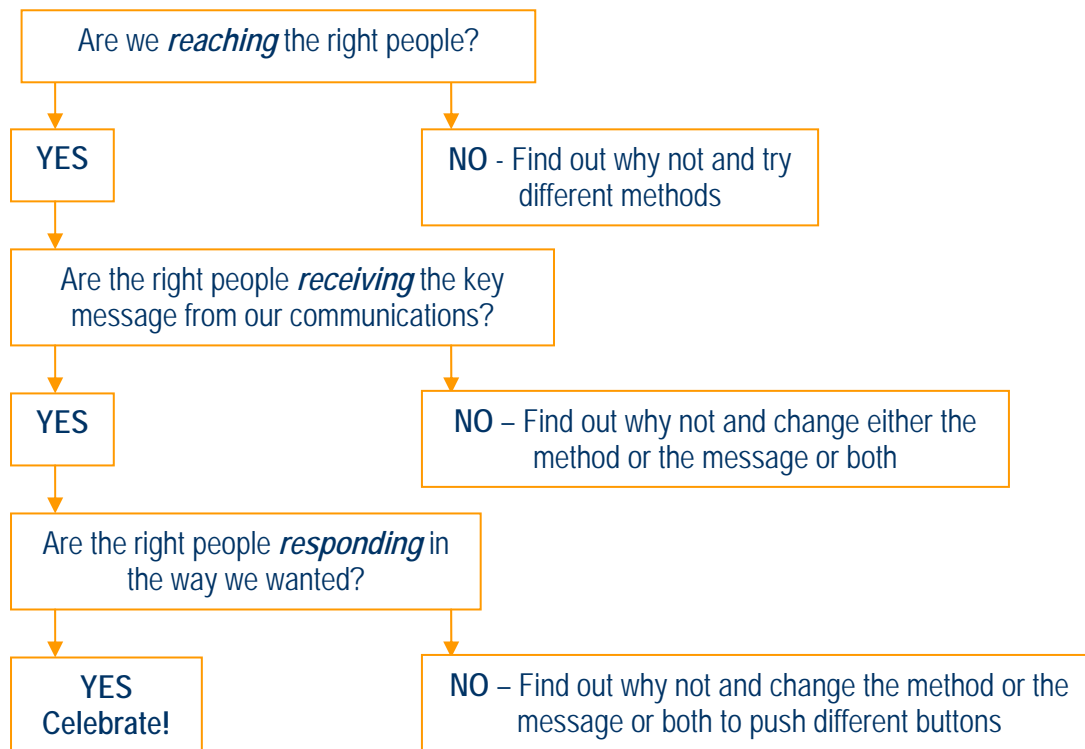 Are we reaching the right people?
YES
NO - Find out why not and try
different methods
Are the right people receiving the key
message from our communications?
YES
NO – Find out why not and change either the
method or the message or both
Are the right people responding in
the way we wanted?
YES
Celebrate!
NO – Find out why not and change the method or the
message or both to push different buttons